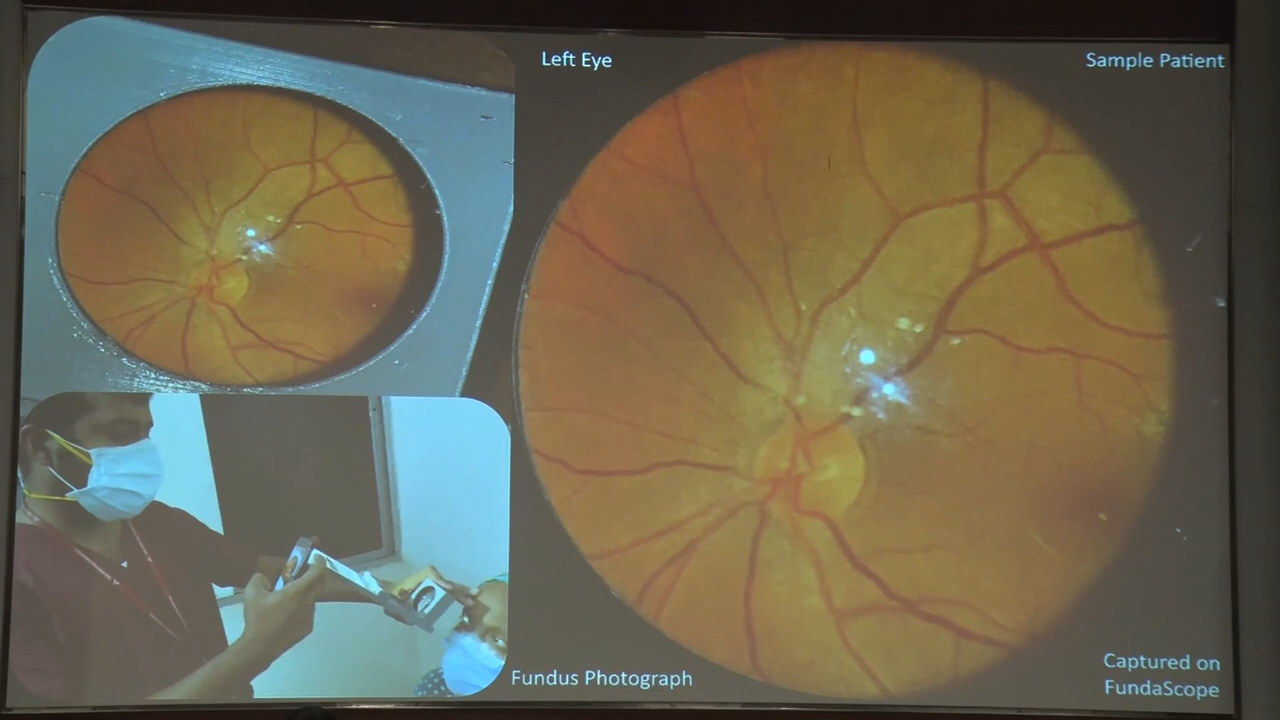 Left Eye
Sample Patient
Fundus Photograph
Captured on
FundaScope